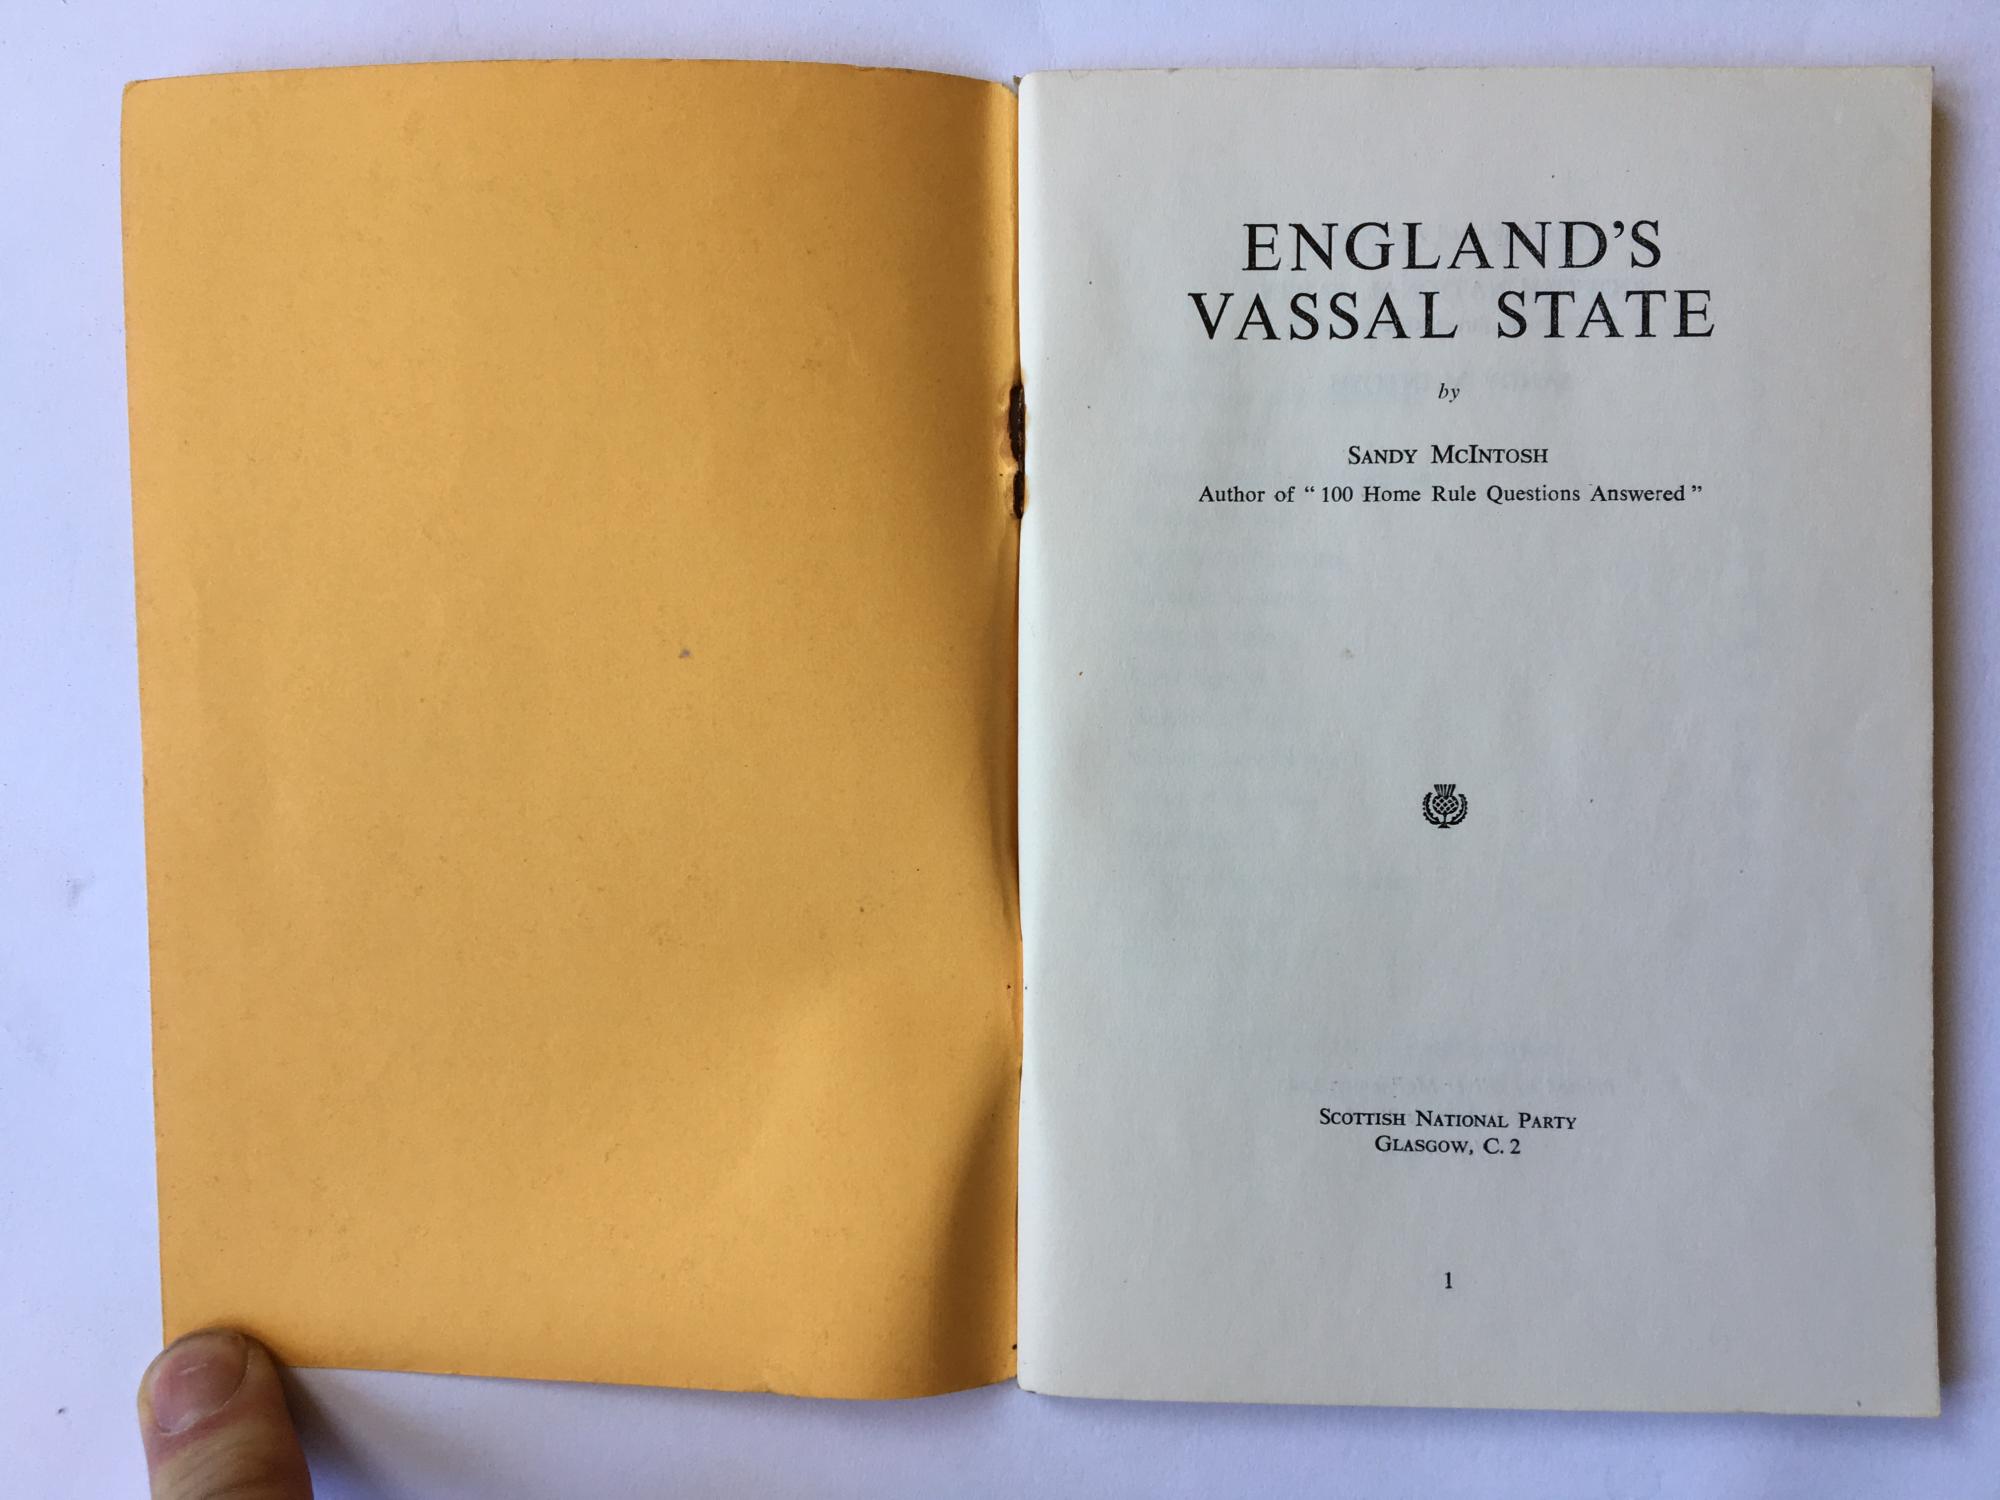 ENGLAND’S
VASSAL STATE
by
SANDY MCINTOSH
Author of “ 100 Home Rule Questions Answered ”
SCOTTISH NATIONAL PARTY
GLASGOW, C. 2
1